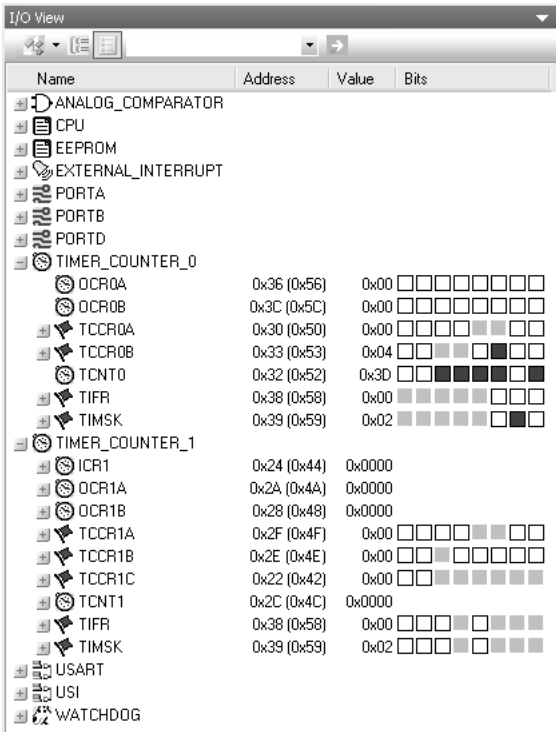 I/O View
Name Address Value Bits
ANALOG_COMPARATOR
CPU
EEPROM
EXTERNAL_INTERRUPT
PORTA
PORTB
PORTD
TIMER_COUNTER_0
OCR0A 0x36 (0x56) 0x00
OCR0B 0x3C (0x5C) 0x00
TCCR0A 0x30 (0x50) 0x00
TCCR0B 0x33 (0x53) 0x04
TCNT0 0x32 (0x52) 0x3D
TIFR 0x38 (0x58) 0x00
TIMSK 0x39 (0x59) 0x02
TIMER_COUNTER_1
ICR1 0x24 (0x44) 0x0000
OCR1A 0x2A (0x4A) 0x0000
OCR1B 0x28 (0x48) 0x0000
TCCR1A 0x2F (0x4F) 0x00
TCCR1B 0x2E (0x4E) 0x00
TCCR1C 0x22 (0x42) 0x00
TCNT1 0x2C (0x4C) 0x0000
TIFR 0x38 (0x58) 0x00
TIMSK 0x39 (0x59) 0x02
USART
USI
WATCHDOG